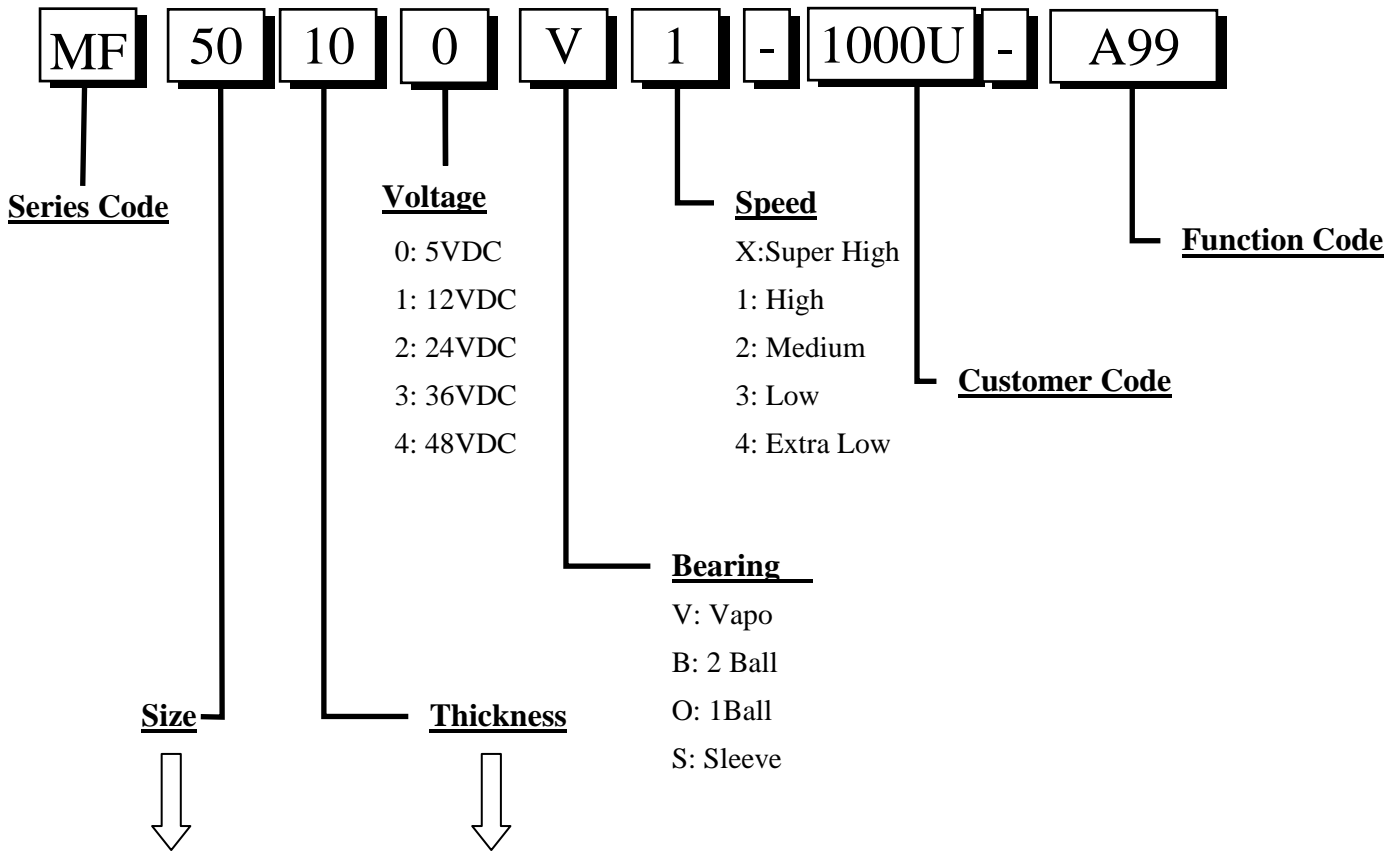 MF 50 10 0 V 1 - 1000U - A99
Series Code
Voltage
0: 5VDC
1: 12VDC
2: 24VDC
3: 36VDC
4: 48VDC
Speed
X:Super High
1: High
2: Medium
3: Low
4: Extra Low
Function Code
Customer Code
Bearing
V: Vapo
B: 2 Ball
O: 1Ball
S: Sleeve
Size
Thickness